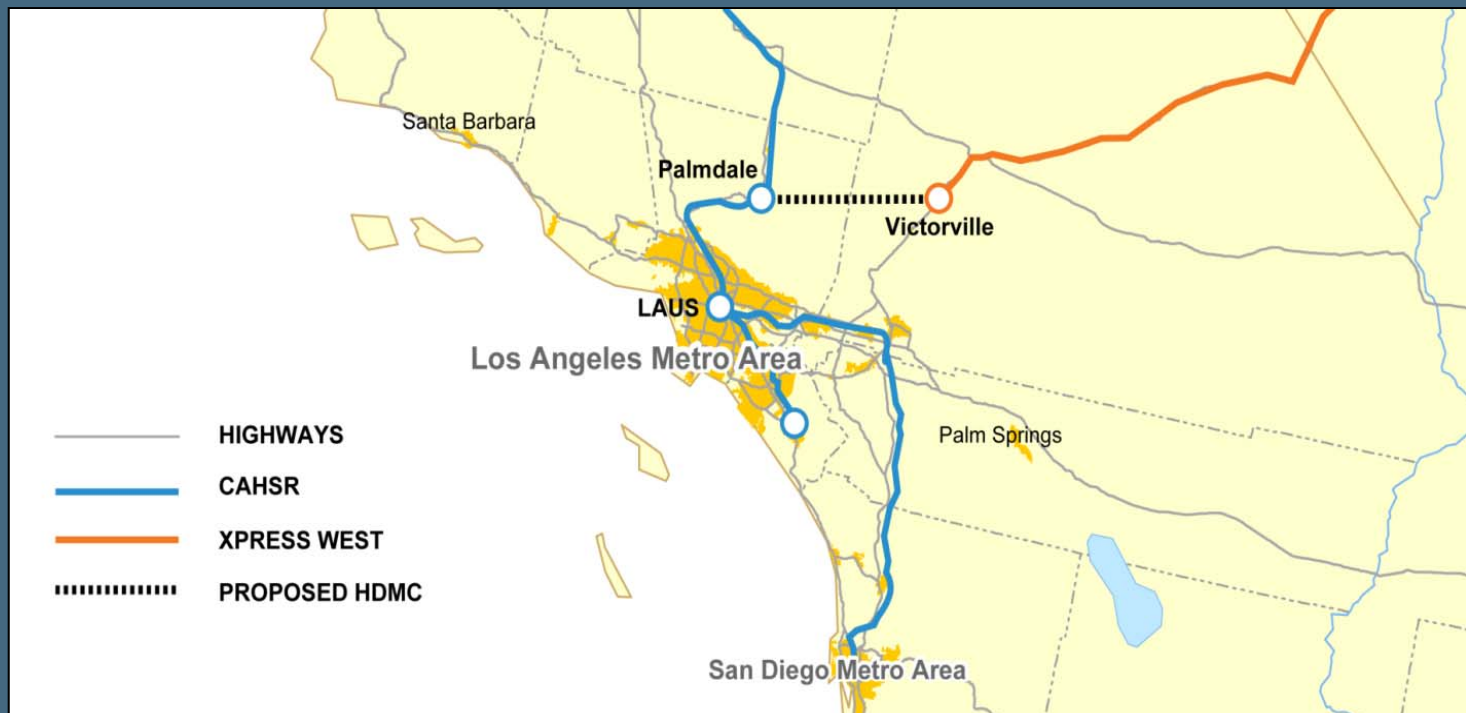 Santa Barbara
Palmdale
Victorville
LAUS
Los Angeles Metro Area
HIGHWAYS
Palm Springs
CAHSR
XPRESS WEST
PROPOSED HDMC
San Diego Metro Area